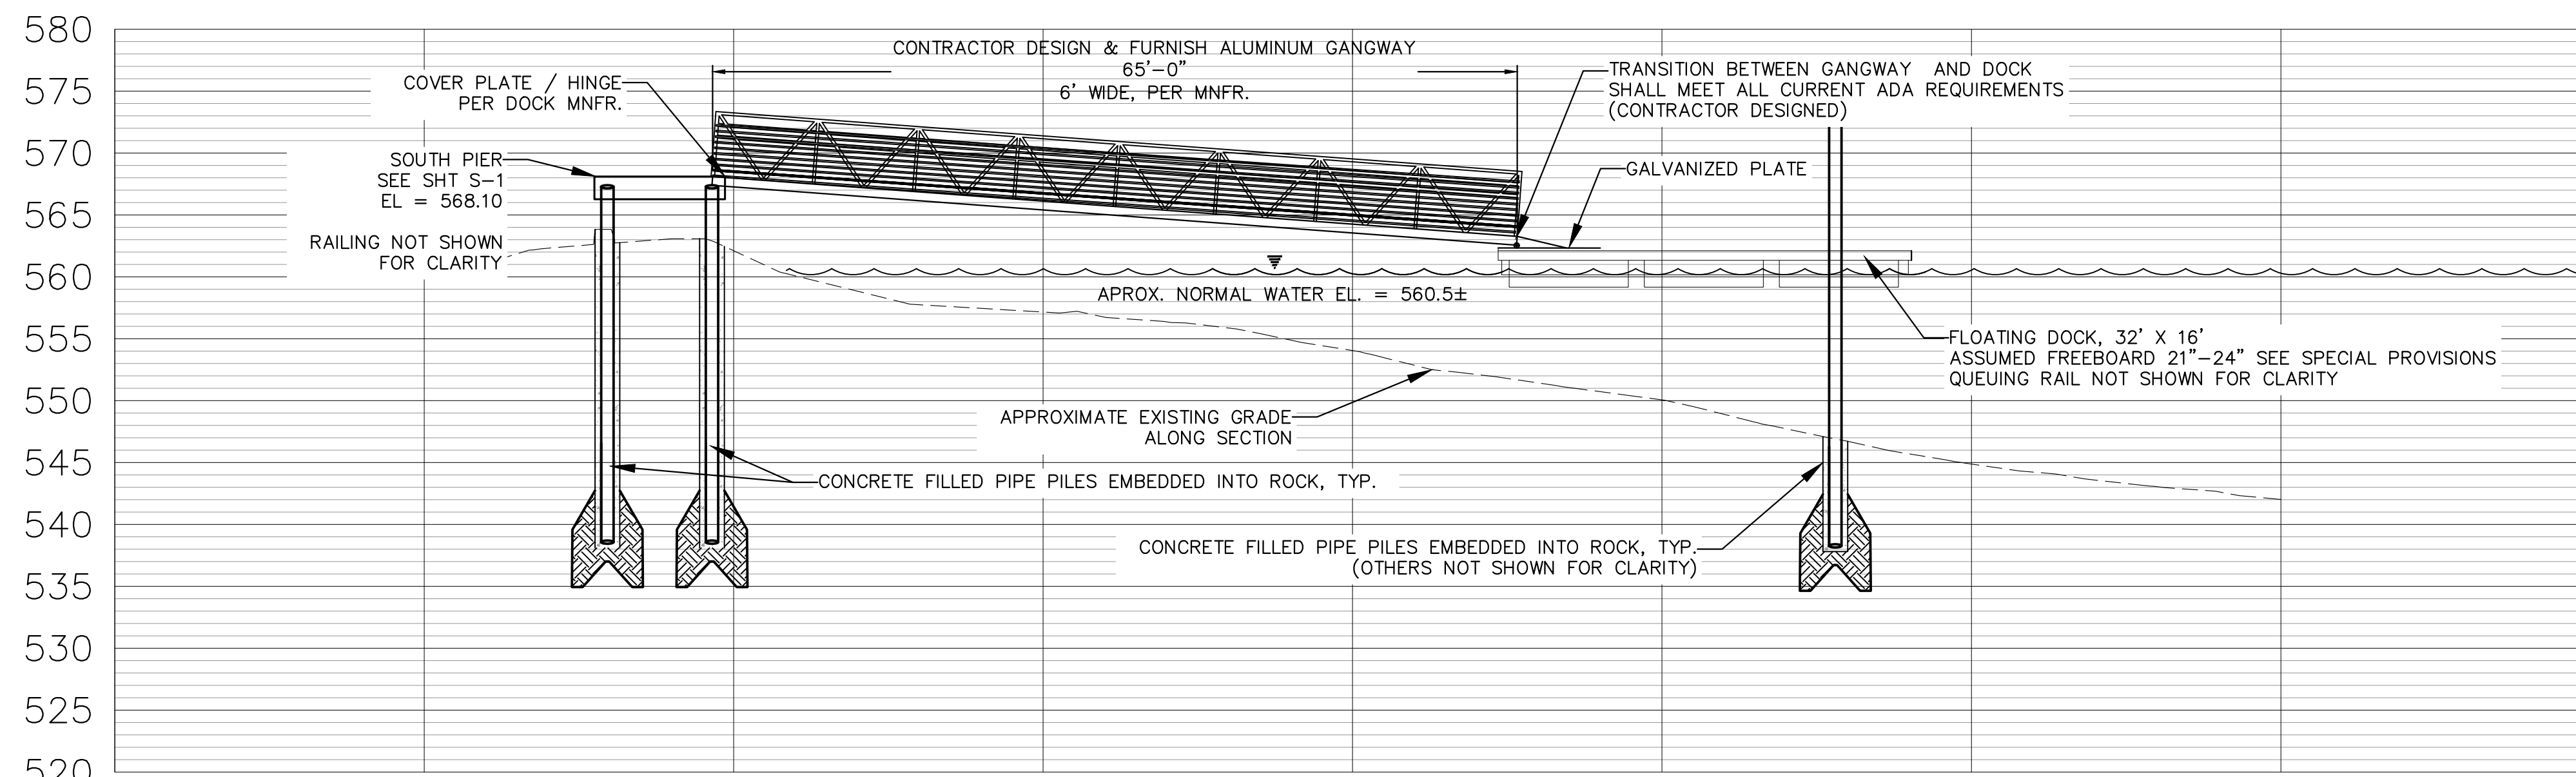 580
575
570
565
560
555
550
545
540
535
530
525
520
CONTRACTOR DESIGN & FURNISH ALUMINUM GANGWAY
65'-0"
6' WIDE, PER MNFR.
COVER PLATE / HINGE
PER DOCK MNFR.
TRANSITION BETWEEN GANGWAY AND DOCK
SHALL MEET ALL CURRENT ADA REQUIREMENTS
(CONTRACTOR DESIGNED)
SOUTH PIER
SEE SHT S-1
EL = 568.10
GALVANIZED PLATE
RAILING NOT SHOWN
FOR CLARITY
APROX. NORMAL WATER EL. = 560.5±
FLOATING DOCK, 32' X 16'
ASSUMED FREEBOARD 21"-24" SEE SPECIAL PROVISIONS
QUEUING RAIL NOT SHOWN FOR CLARITY
APPROXIMATE EXISTING GRADE
ALONG SECTION
CONCRETE FILLED PIPE PILES EMBEDDED INTO ROCK, TYP.
CONCRETE FILLED PIPE PILES EMBEDDED INTO ROCK, TYP.
(OTHERS NOT SHOWN FOR CLARITY)